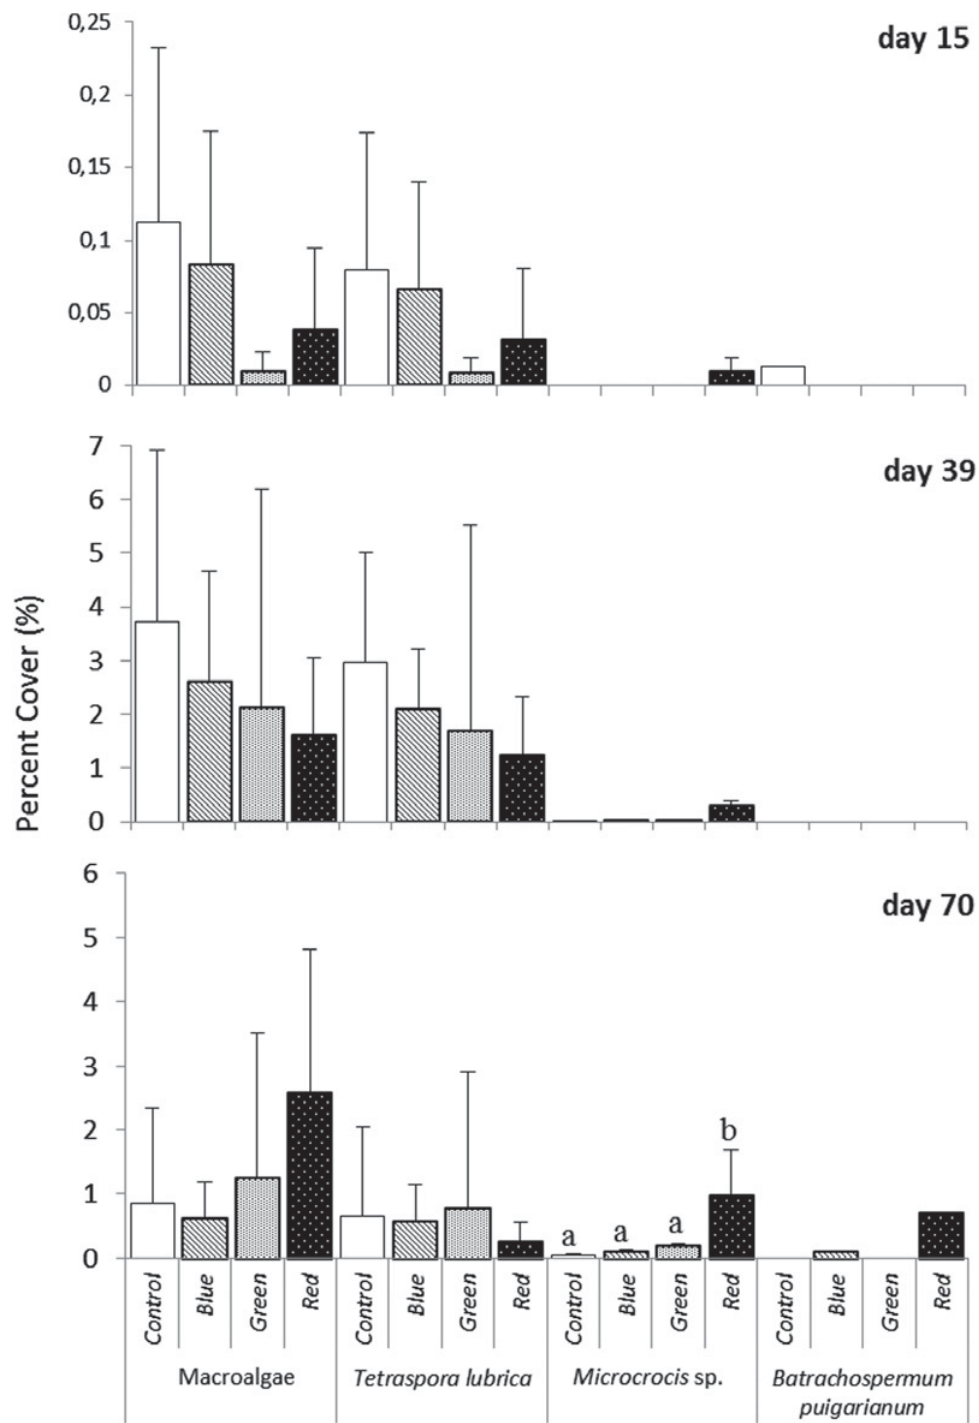 day 15
0,25
0,2
0,15
0,1
0,05
0
day 39
7
6
5
4
3
2
1
0
Percent Cover (%)
day 70
6
5
4
3
2
1
0
a a a b
Control Blue Green Red Control Blue Green Red Control Blue Green Red Control Blue Green Red
Macroalgae Tetraspora lubrica Microcrocis sp. Batrachospermum
puigarianum